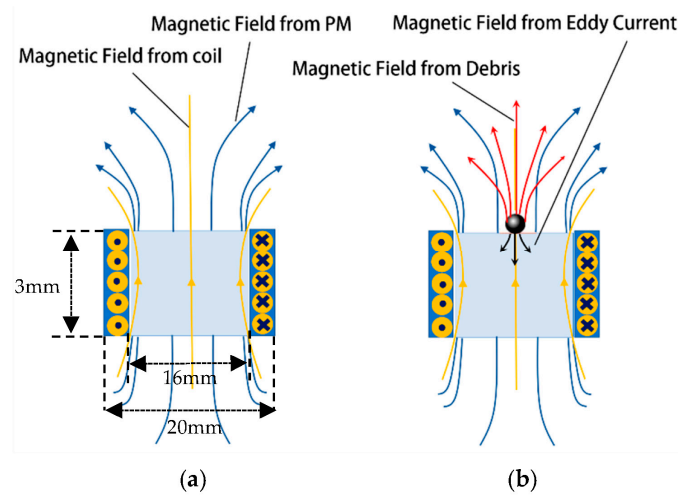 Magnetic Field from PM
Magnetic Field from coil
3mm
16mm
20mm
(a)
Magnetic Field from Eddy Current
Magnetic Field from Debris
(b)